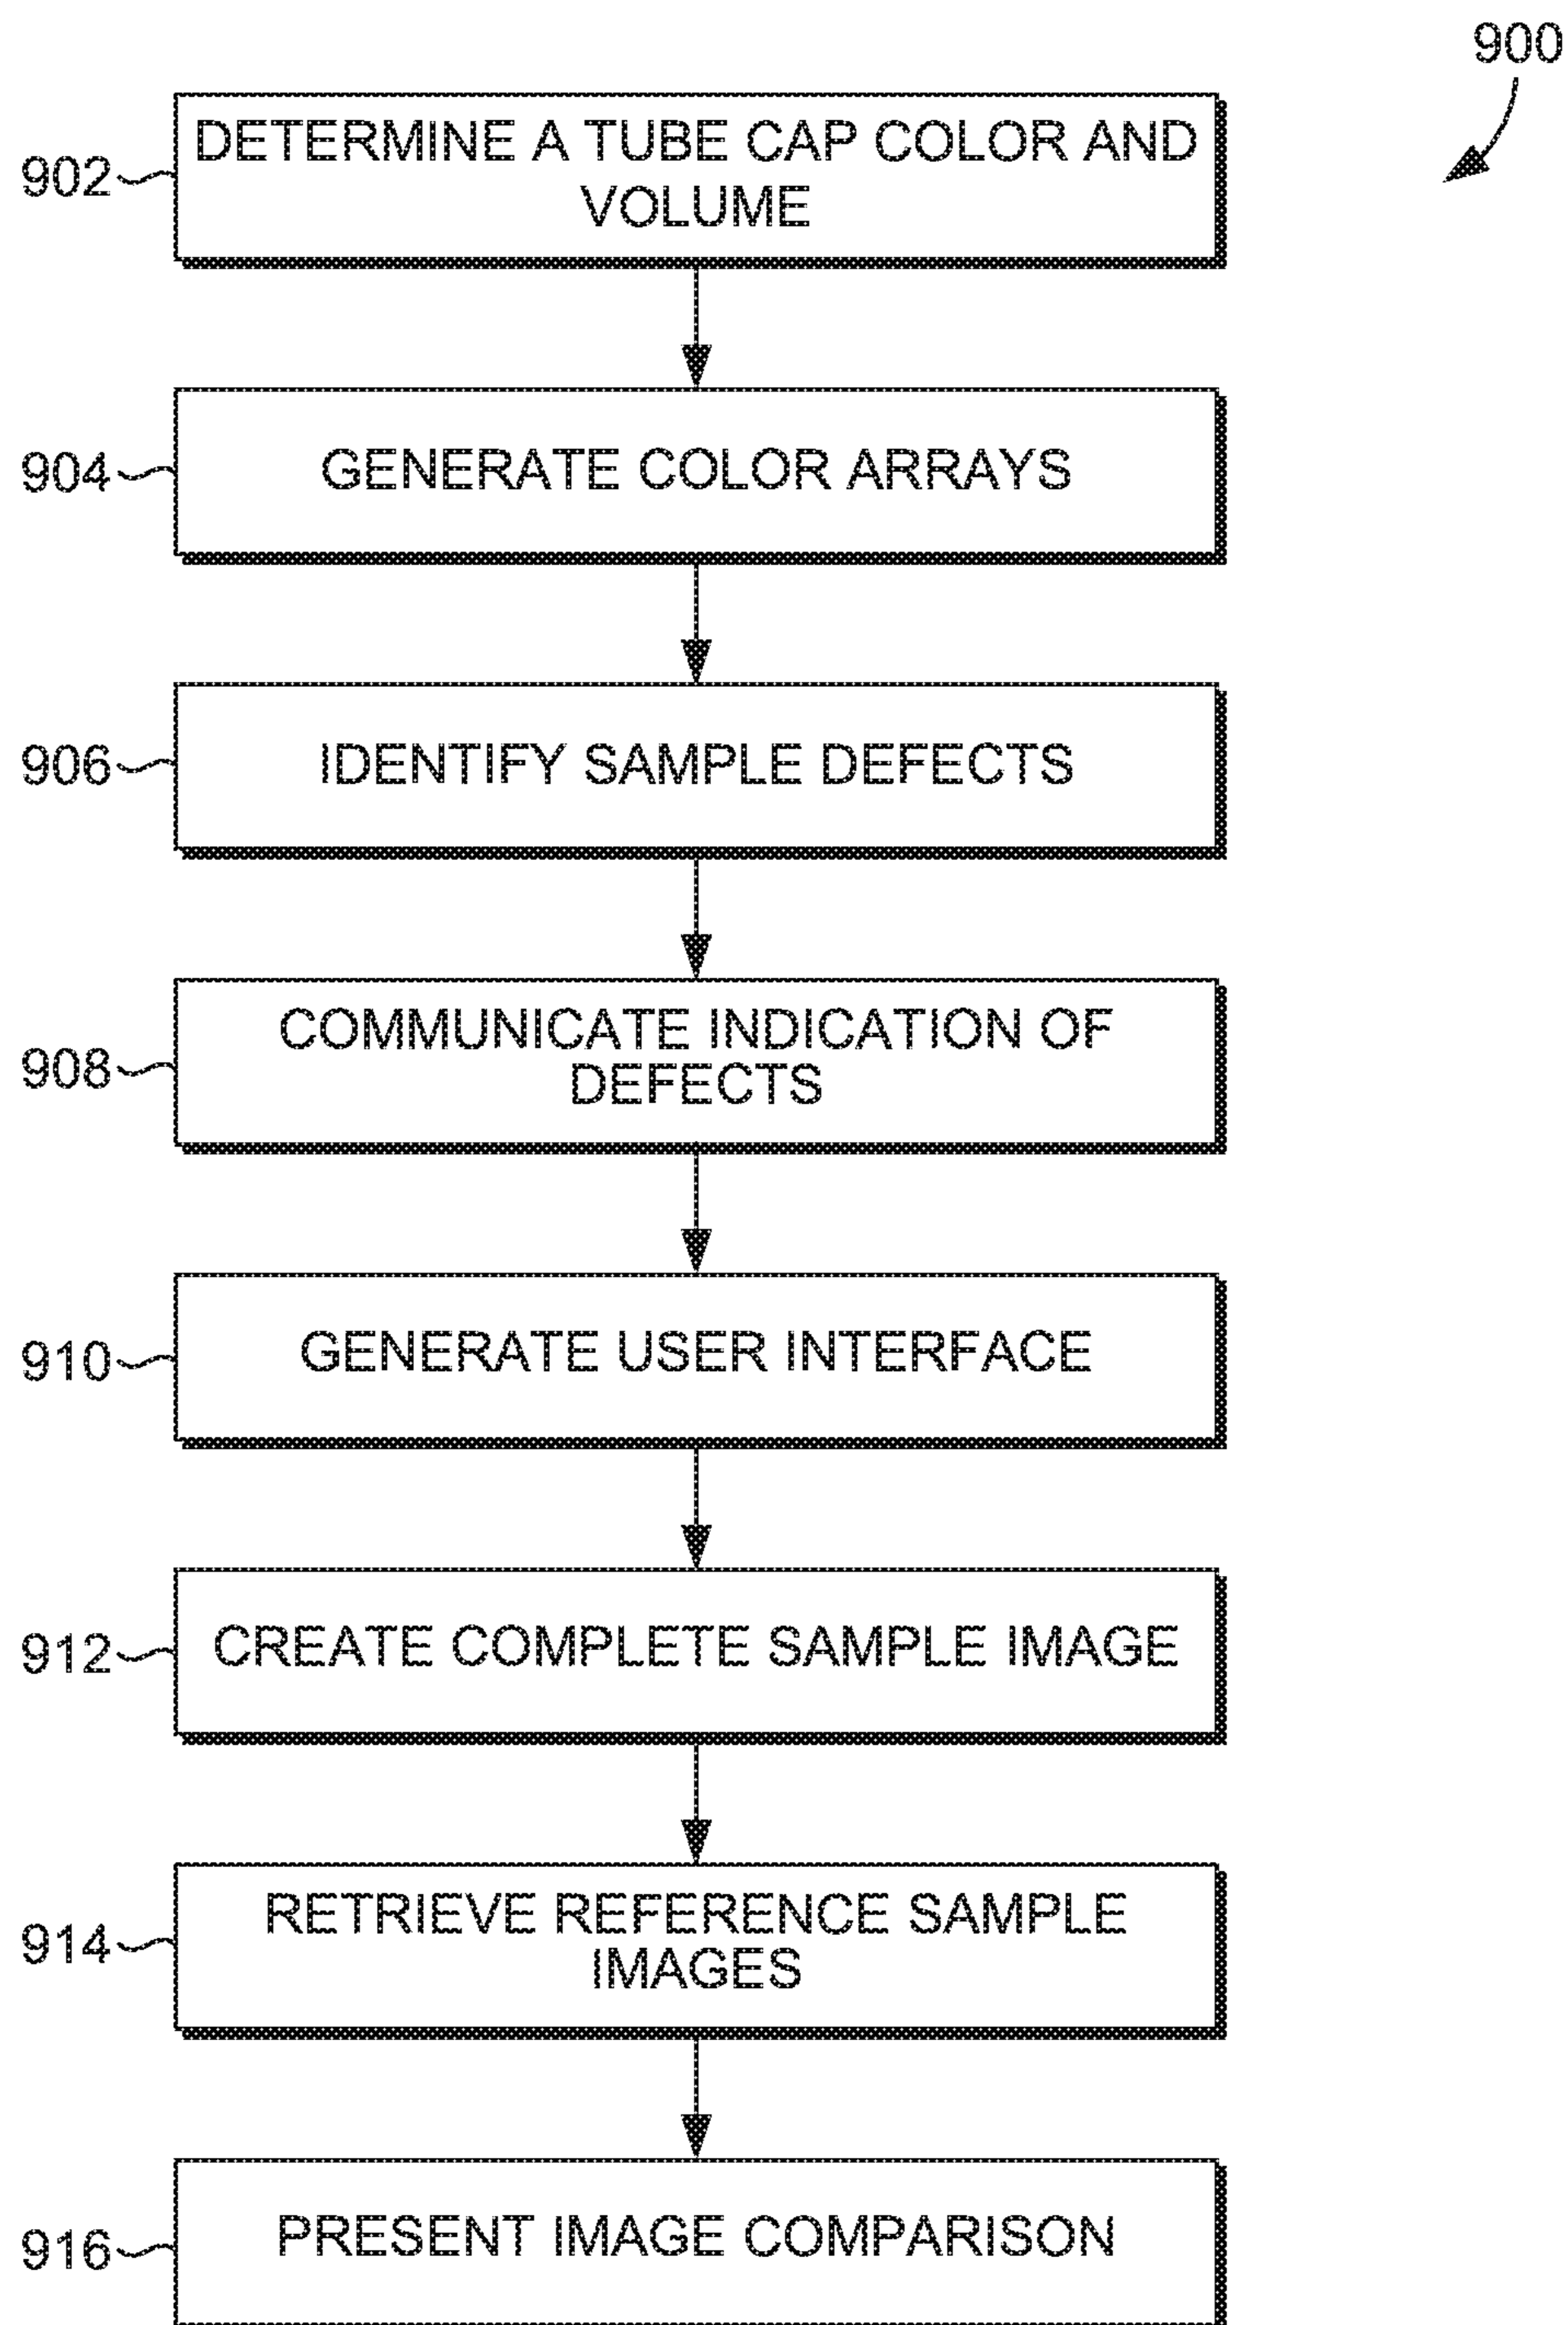 900
902
DETERMINE A TUBE CAP COLOR AND
VOLUME
904
GENERATE COLOR ARRAYS
906
IDENTIFY SAMPLE DEFECTS
908
COMMUNICATE INDICATION OF
DEFECTS
910
GENERATE USER INTERFACE
912
CREATE COMPLETE SAMPLE IMAGE
914
RETRIEVE REFERENCE SAMPLE
IMAGES
916
PRESENT IMAGE COMPARISON